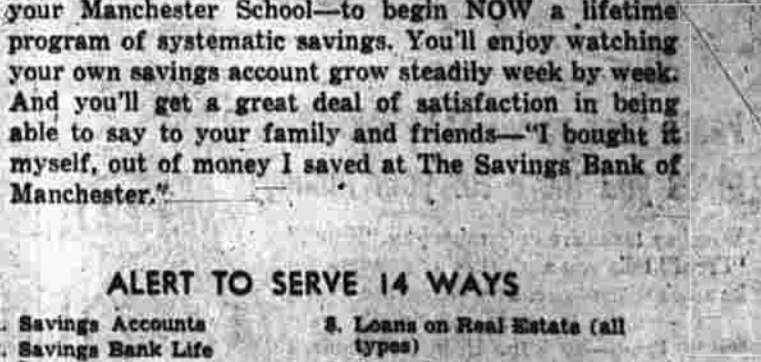 your Manchester School—to begin NOW a lifetime
program of systematic savings. You'll enjoy watching
your own savings account grow steadily week by week.
And you'll get a great deal of satisfaction in being
able to say to your family and friends—"I bought it
myself, out of money I saved at The Savings Bank of
Manchester."
ALERT TO SERVE 14 WAYS
. Savings Accounts
. Savings Bank Life
8. Loans on Real Estate (all
types)